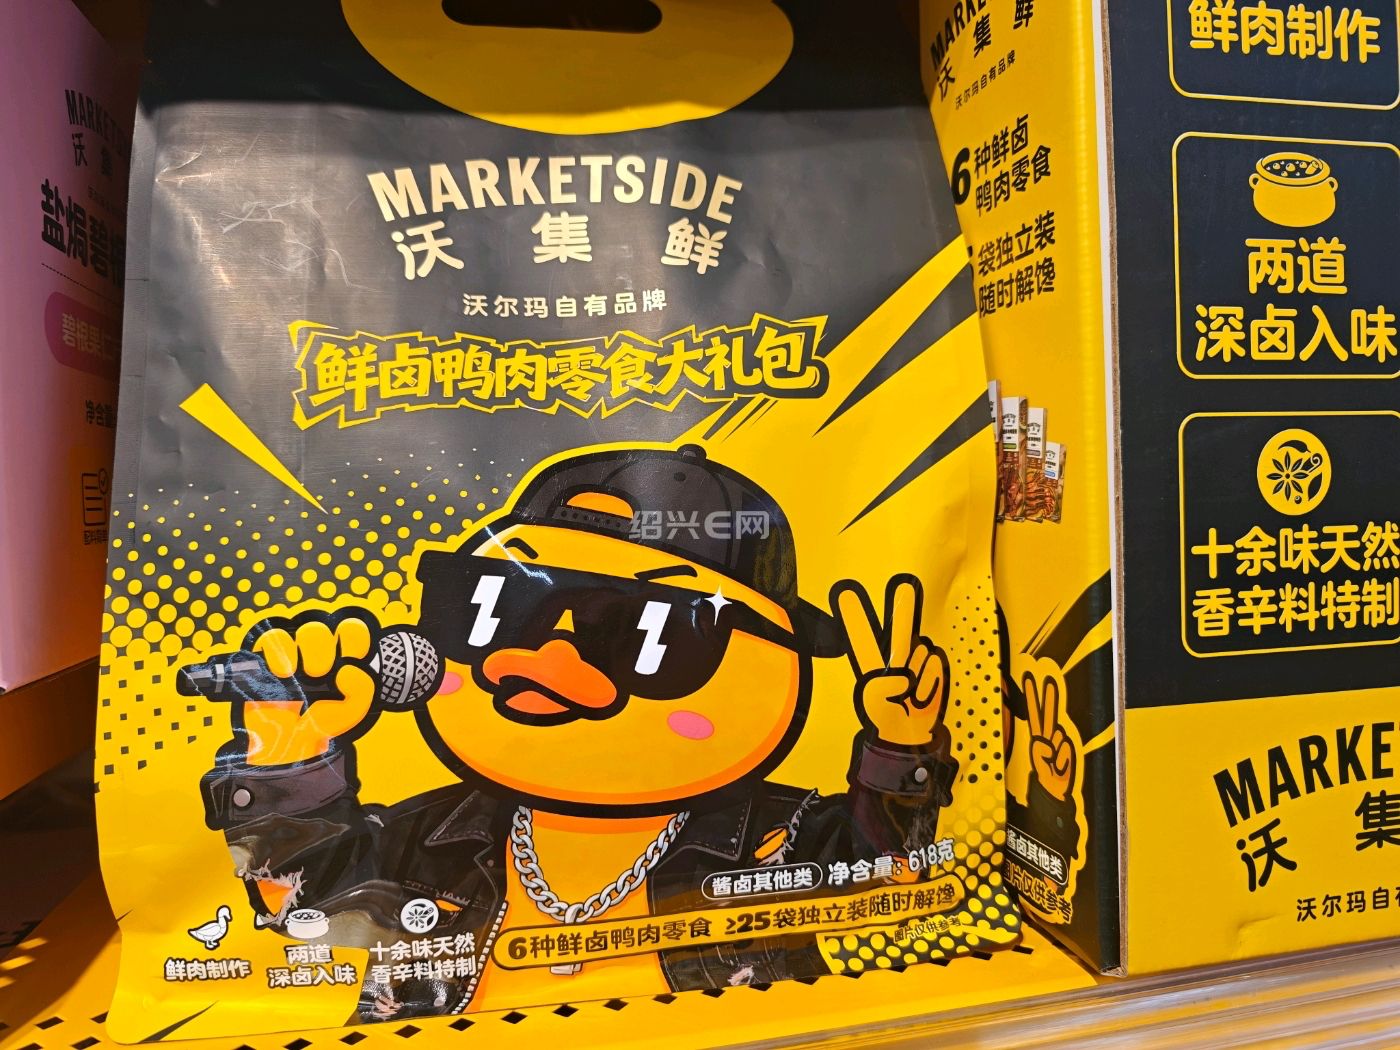 MARKETSIDE
沃集鲜
沃尔玛自有品牌
鲜卤鸭肉零食大礼包
绍兴E网
酱卤其他类 净含量：618克
6种鲜卤鸭肉零食 ≥25袋独立装随时解馋
图片仅供参考
鲜肉制作
两道
深卤入味
十余味天然
香辛料特制
MARKE
沃集
盐焗碧根
碧根果仁
净含量
沃集鲜
沃尔玛自有品牌
6种鲜卤
鸭肉零食
袋独立装
随时解馋
酱卤其他类
图片仅供参考
鲜肉制作
两道
深卤入味
十余味天然
香辛料特制
MARKE
沃集
沃尔玛自